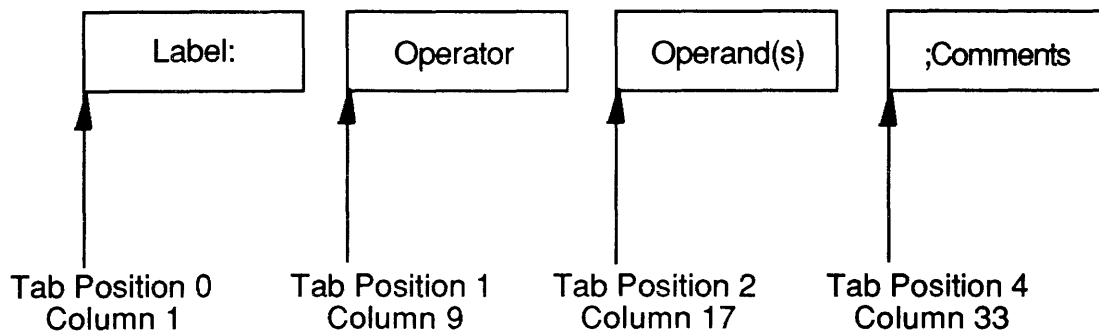 Label:
Operator
Operand(s)
;Comments
Tab Position 0
Column 1
Tab Position 1
Column 9
Tab Position 2
Column 17
Tab Position 4
Column 33